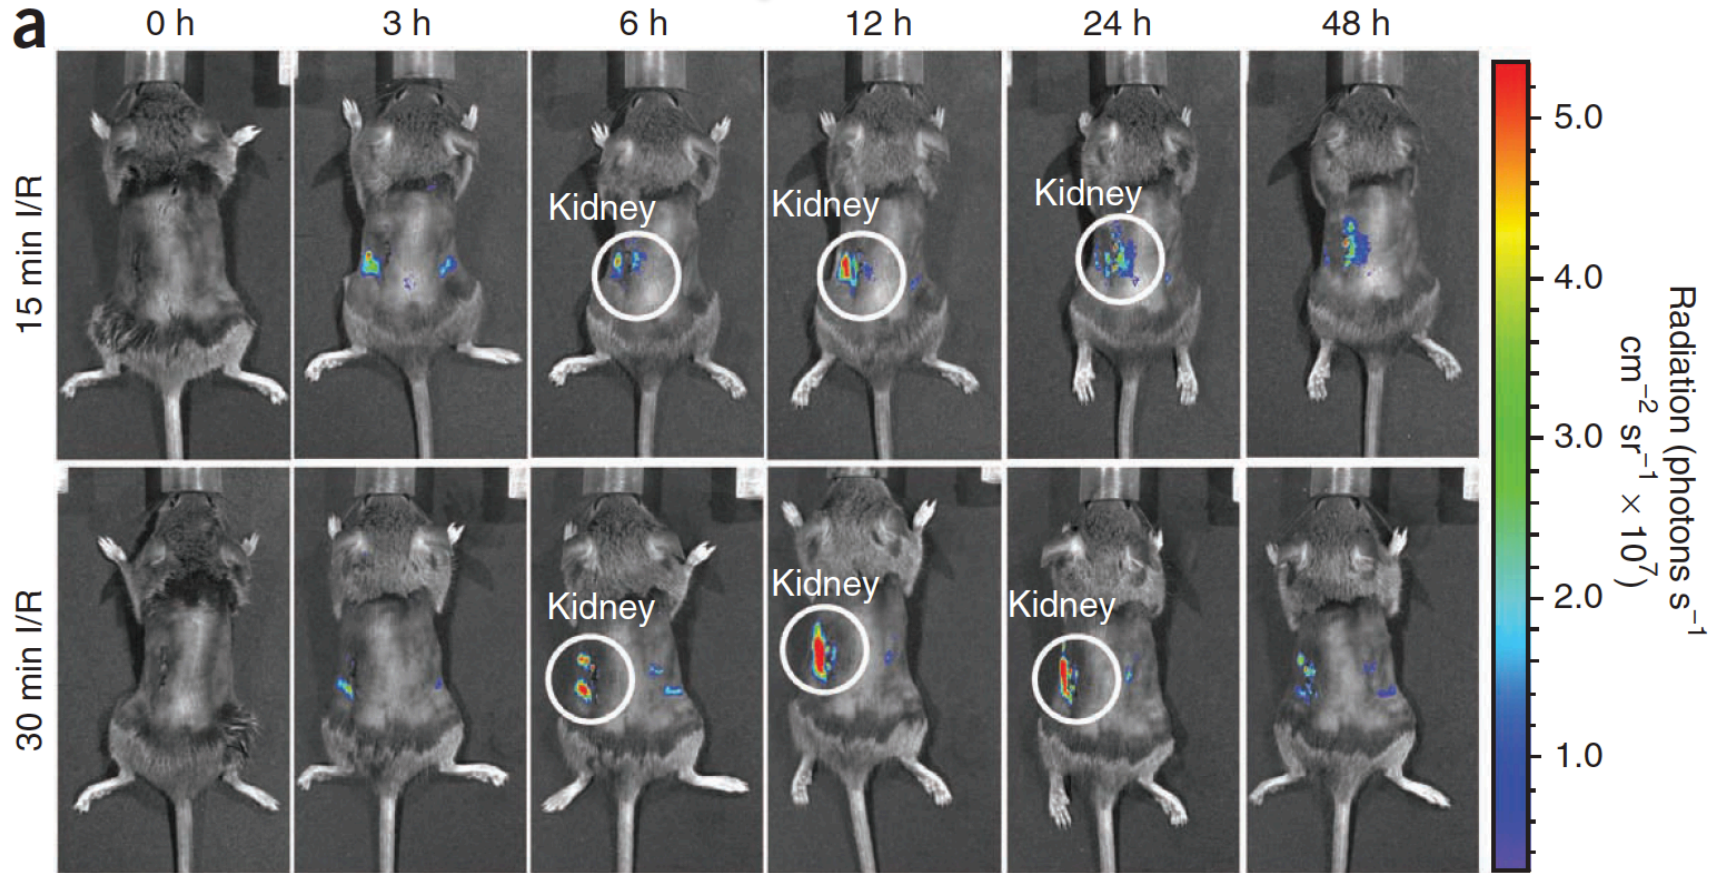 a
0 h 3 h 6 h 12 h 24 h 48 h
15 min I/R
Kidney Kidney Kidney
30 min I/R
Kidney Kidney Kidney
5.0
4.0
3.0
2.0
1.0
Radiation (photons s⁻¹
cm⁻² sr⁻¹ × 10⁷)